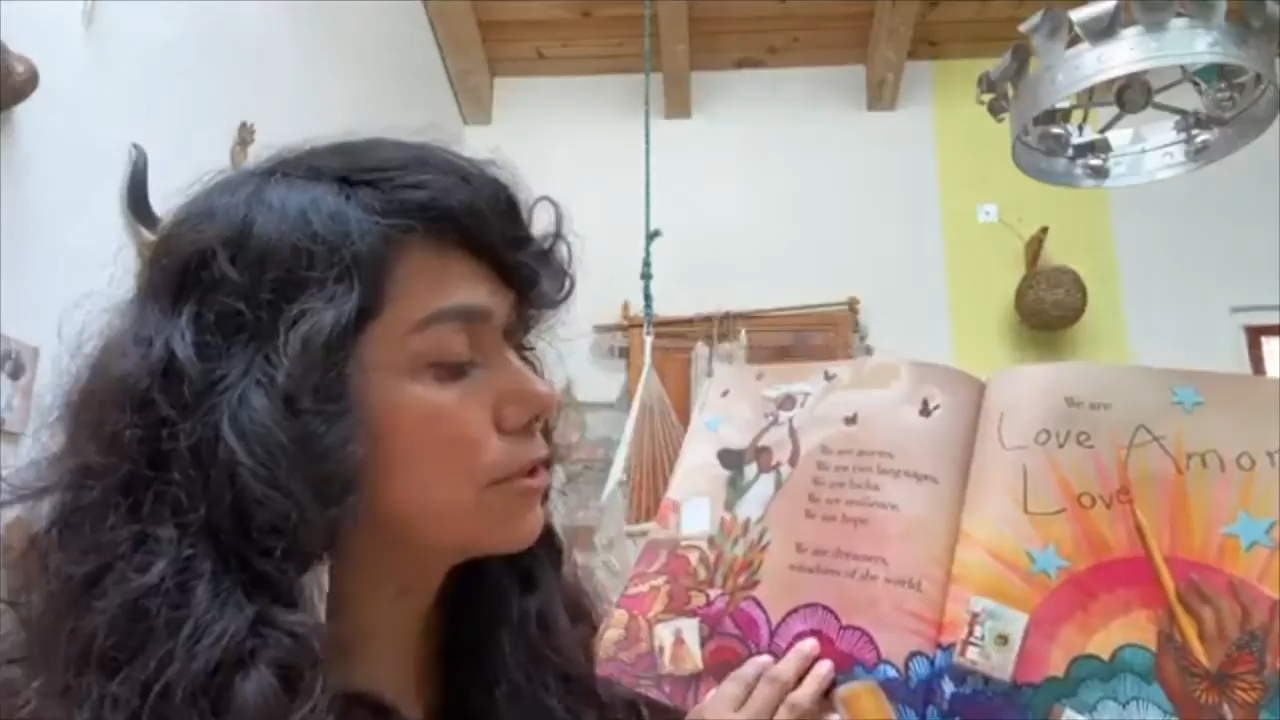 We are stories.
We are two languages.
We are lucha.
We are resilience.
We are hope.
We are dreamers,
soñadores of the world.
We are
Love Amor
Love